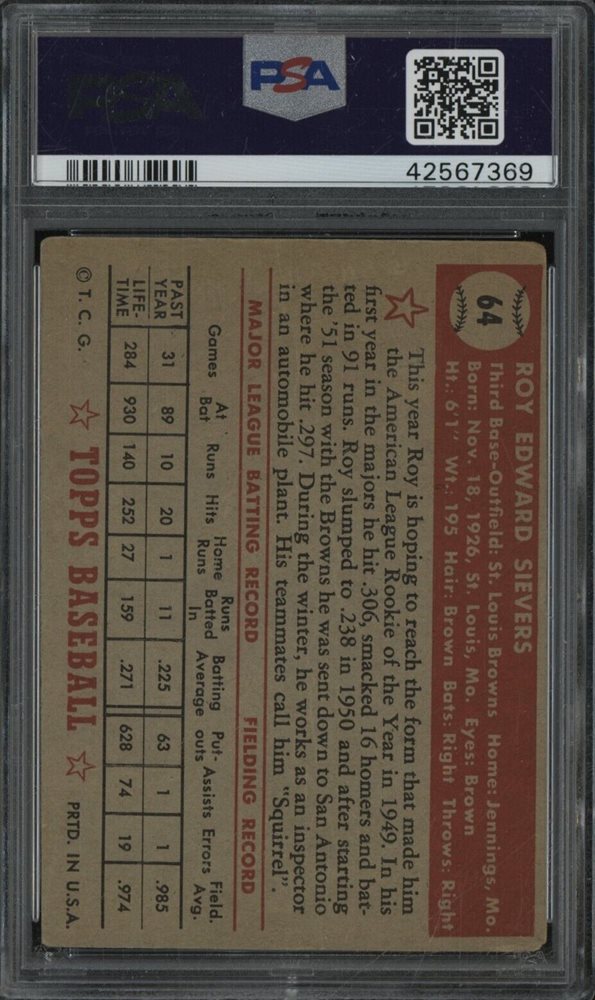 PSA
PSA
42567369
64
ROY EDWARD SIEVERS
Third Base-Outfield: St. Louis Browns Home: Jennings, Mo.
Born: Nov. 18, 1926, St. Louis, Mo. Eyes: Brown
Ht.: 6'1" Wt.: 195 Hair: Brown Bats: Right Throws: Right
This year Roy is hoping to reach the form that made him
the American League Rookie of the Year in 1949. In his
first year in the majors he hit .306, smacked 16 homers and bat-
ted in 91 runs. Roy slumped to .238 in 1950 and after starting
the '51 season with the Browns he was sent down to San Antonio
where he hit .297. During the winter, he works as an inspector
in an automobile plant. His teammates call him "Squirrel".
MAJOR LEAGUE BATTING RECORD FIELDING RECORD
Games At Bat Runs Hits Home Runs Runs Batted In Batting Average Put-outs Assists Errors Field. Avg.
PAST YEAR 31 89 10 20 1 11 .225 63 1 1 .985
LIFE-TIME 284 930 140 252 27 159 .271 628 74 19 .974
© T. C. G. TOPPS BASEBALL PRTD. IN U.S.A.